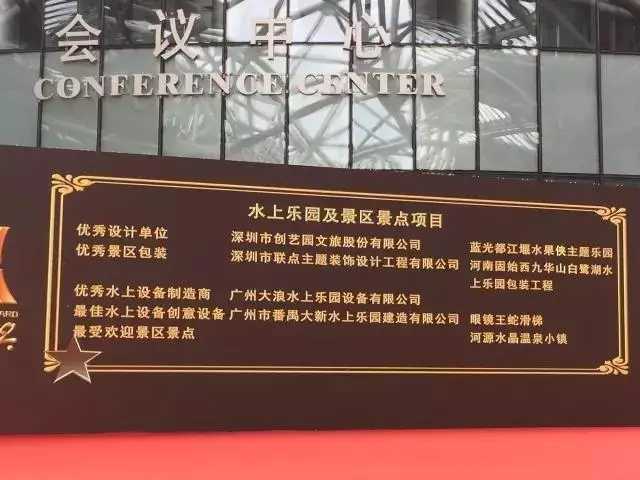 会议中心
CONFERENCE CENTER
水上乐园及景区景点项目
优秀设计单位 深圳市创艺园文旅股份有限公司 蓝光都江堰水果侠主题乐园
优秀景区包装 深圳市联点主题装饰设计工程有限公司 河南固始西九华山白鹭湖水
上乐园包装工程
优秀水上设备制造商 广州大浪水上乐园设备有限公司
最佳水上设备创意设备 广州市番禺大新水上乐园建造有限公司 眼镜王蛇滑梯
最受欢迎景区景点 河源水晶温泉小镇